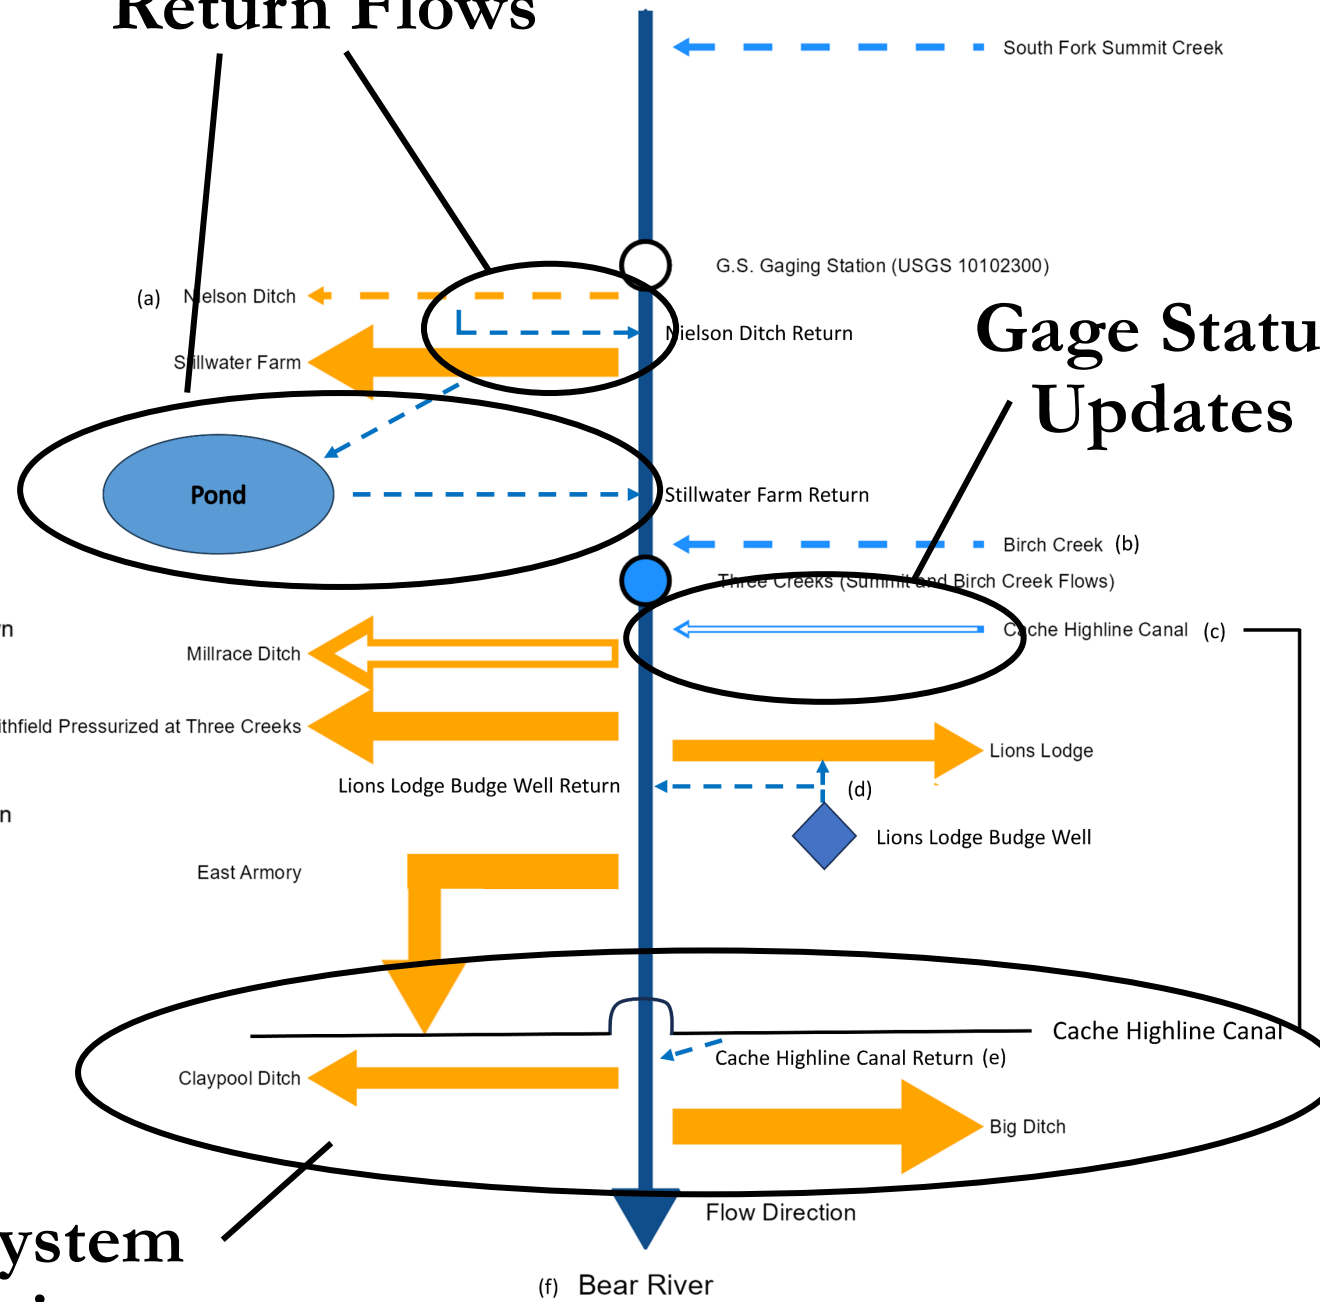 Return Flows
South Fork Summit Creek
G.S. Gaging Station (USGS 10102300)
(a) Nielson Ditch
Nielson Ditch Return
Gage Statu
Updates
Stillwater Farm
Pond
Stillwater Farm Return
Birch Creek (b)
Three Creeks (Summit and Birch Creek Flows)
Cache Highline Canal (c)
Millrace Ditch
ithfield Pressurized at Three Creeks
Lions Lodge
Lions Lodge Budge Well Return
(d)
Lions Lodge Budge Well
East Armory
Cache Highline Canal
Cache Highline Canal Return (e)
Claypool Ditch
Big Ditch
Flow Direction
ystem
(f) Bear River